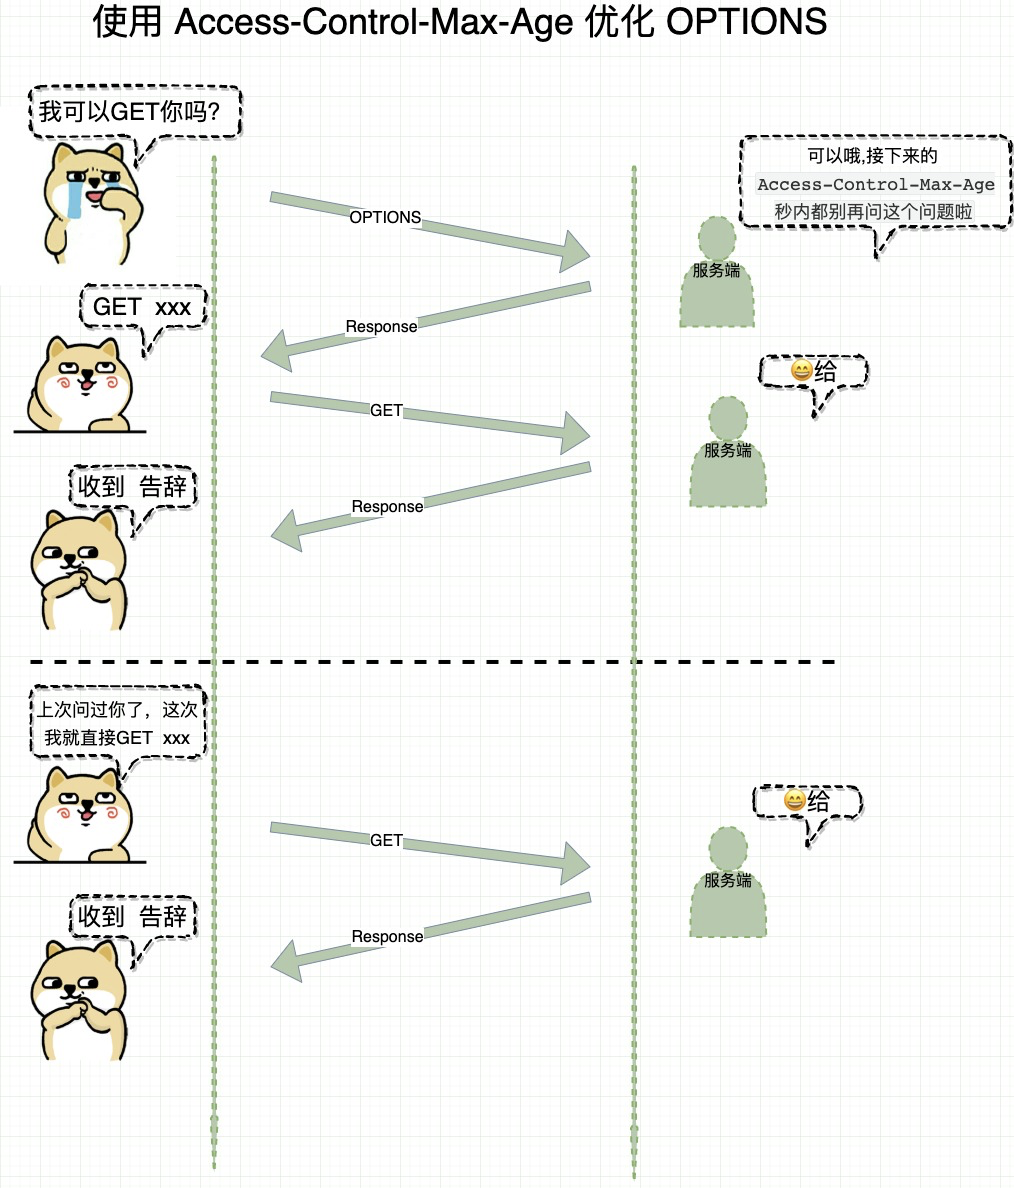 使用 Access-Control-Max-Age 优化 OPTIONS
我可以GET你吗?
可以哦,接下来的
Access-Control-Max-Age
秒内都别再问这个问题啦
OPTIONS
服务端
GET xxx
Response
😄给
GET
服务端
收到 告辞
Response
上次问过你了，这次
我就直接GET xxx
😄给
GET
服务端
收到 告辞
Response